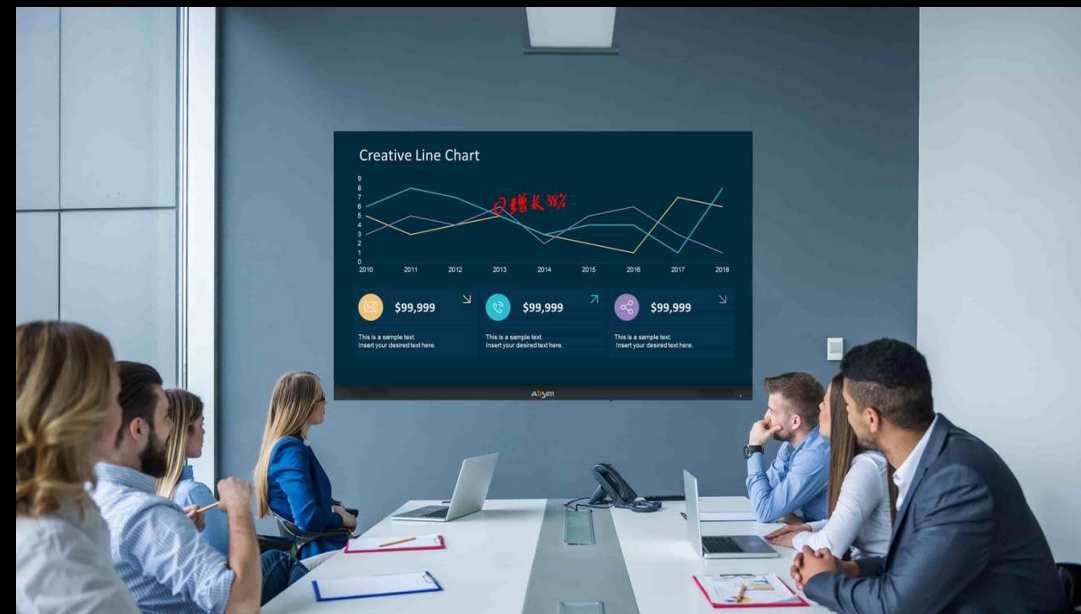 Creative Line Chart
9
8
7
6
5
4
3
2
1
0
增长38%
2010 2011 2012 2013 2014 2015 2016 2017 2018
$99,999 $99,999 $99,999
This is a sample text. This is a sample text. This is a sample text.
Insert your desired text here. Insert your desired text here. Insert your desired text here.
Absen